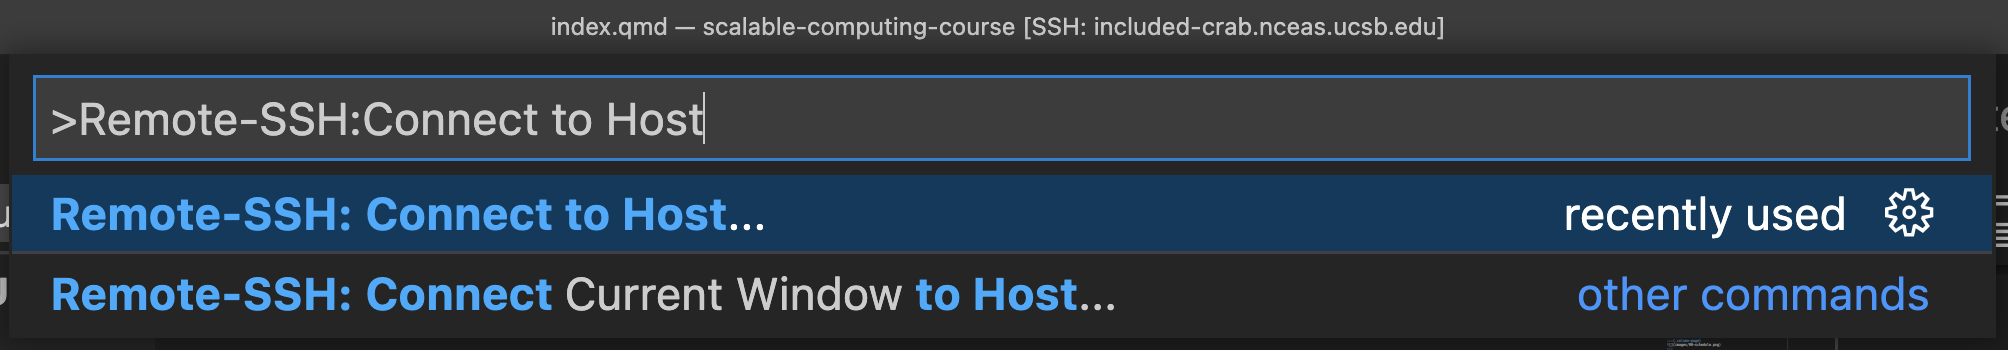 index.qmd — scalable-computing-course [SSH: included-crab.nceas.ucsb.edu]
>Remote-SSH:Connect to Host
Remote-SSH: Connect to Host... recently used
Remote-SSH: Connect Current Window to Host... other commands